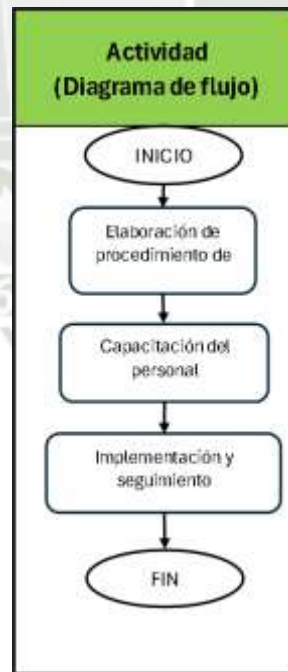 Actividad
(Diagrama de flujo)
INICIO
Elaboración de
procedimiento de
Capacitación del
personal
Implementación y
seguimiento
FIN